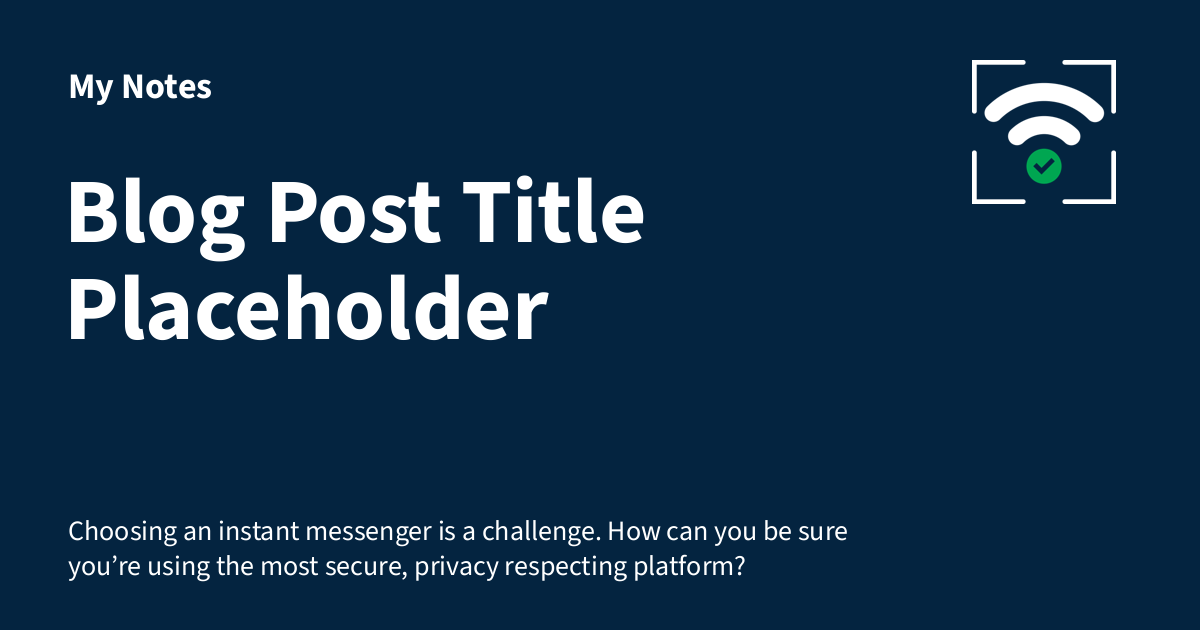 My Notes
Blog Post Title
Placeholder
Choosing an instant messenger is a challenge. How can you be sure
you’re using the most secure, privacy respecting platform?